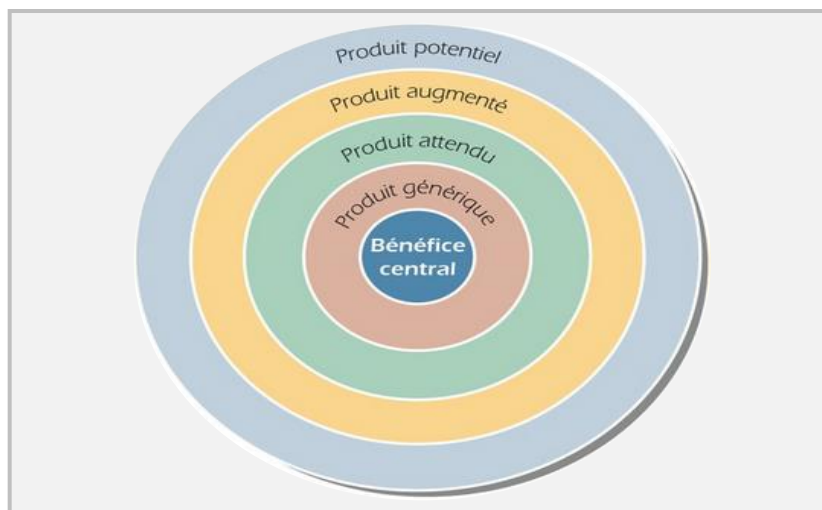 Produit potentiel
Produit augmenté
Produit attendu
Produit générique
Bénéfice
central